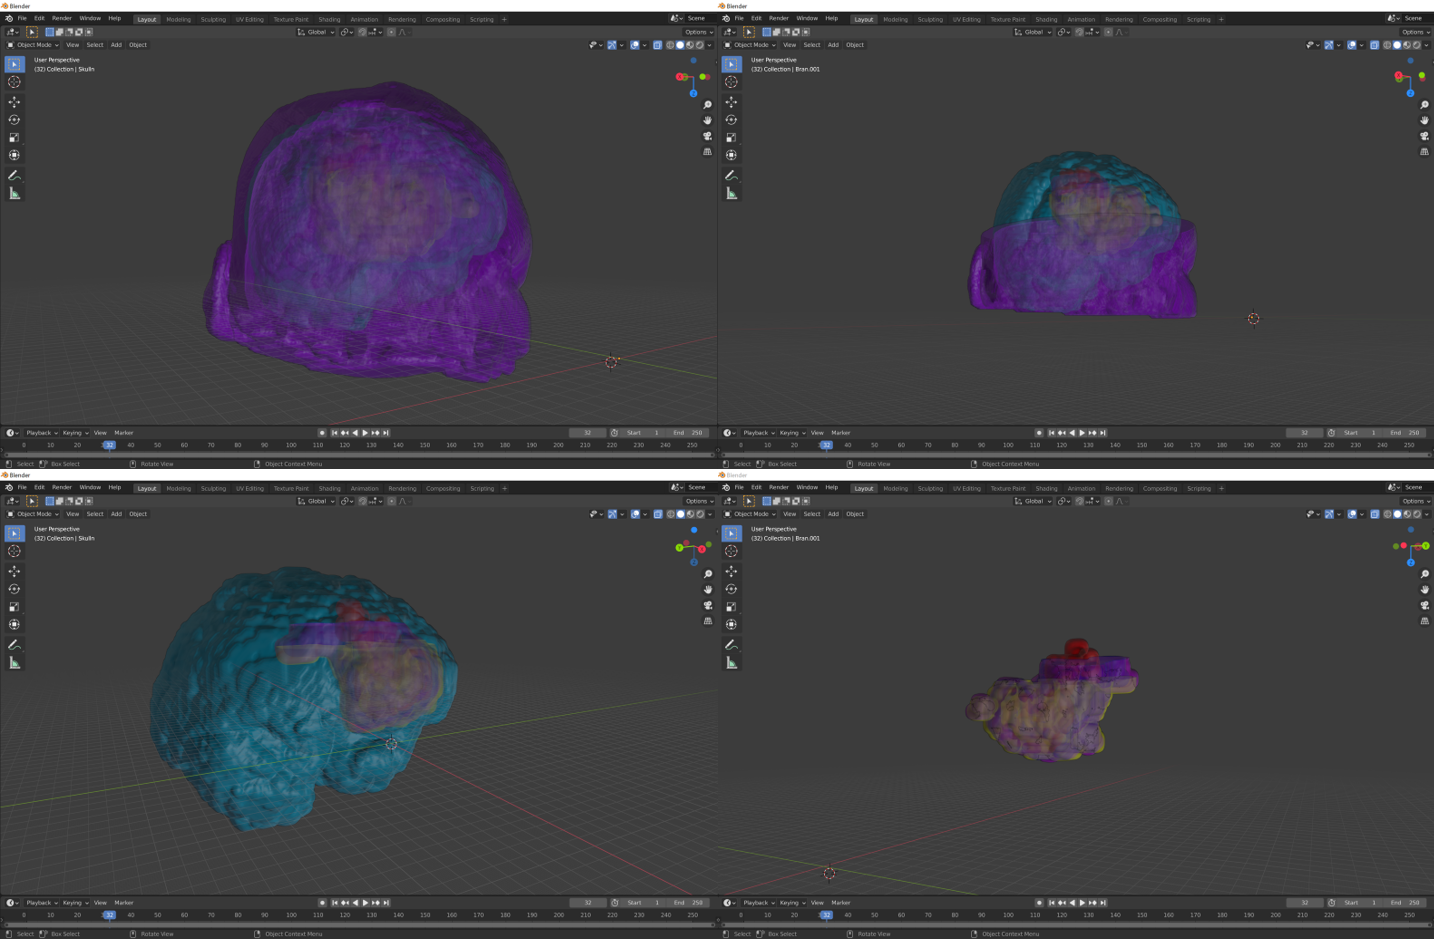 Blender
File Edit Render Window Help Layout Modeling Sculpting UV Editing Texture Paint Shading Animation Rendering Compositing Scripting + Scene
Global Options
Object Mode View Select Add Object
User Perspective
(32) Collection | Skulln
Playback Keying View Marker 32 Start 1 End 250
0 10 20 32 40 50 60 70 80 90 100 110 120 130 140 150 160 170 180 190 200 210 220 230 240 250
Select Box Select Rotate View Object Context Menu
Blender
File Edit Render Window Help Layout Modeling Sculpting UV Editing Texture Paint Shading Animation Rendering Compositing Scripting + Scene
Global Options
Object Mode View Select Add Object
User Perspective
(32) Collection | Bran.001
Playback Keying View Marker 32 Start 1 End 250
10 20 32 40 50 60 70 80 90 100 110 120 130 140 150 160 170 180 190 200 210 220 230 240 250
Select Box Select Rotate View Object Context Menu
Blender
File Edit Render Window Help Layout Modeling Sculpting UV Editing Texture Paint Shading Animation Rendering Compositing Scripting + Scene
Global Options
Object Mode View Select Add Object
User Perspective
(32) Collection | Skulln
Playback Keying View Marker 32 Start 1 End 250
0 10 20 32 40 50 60 70 80 90 100 110 120 130 140 150 160 170 180 190 200 210 220 230 240 250
Select Box Select Rotate View Object Context Menu
Blender
File Edit Render Window Help Layout Modeling Sculpting UV Editing Texture Paint Shading Animation Rendering Compositing Scripting + Scene
Global Options
Object Mode View Select Add Object
User Perspective
(32) Collection | Bran.001
Playback Keying View Marker 32 Start 1 End 250
0 10 20 32 40 50 60 70 80 90 100 110 120 130 140 150 160 170 180 190 200 210 220 230 240 250
Select Box Select Rotate View Object Context Menu